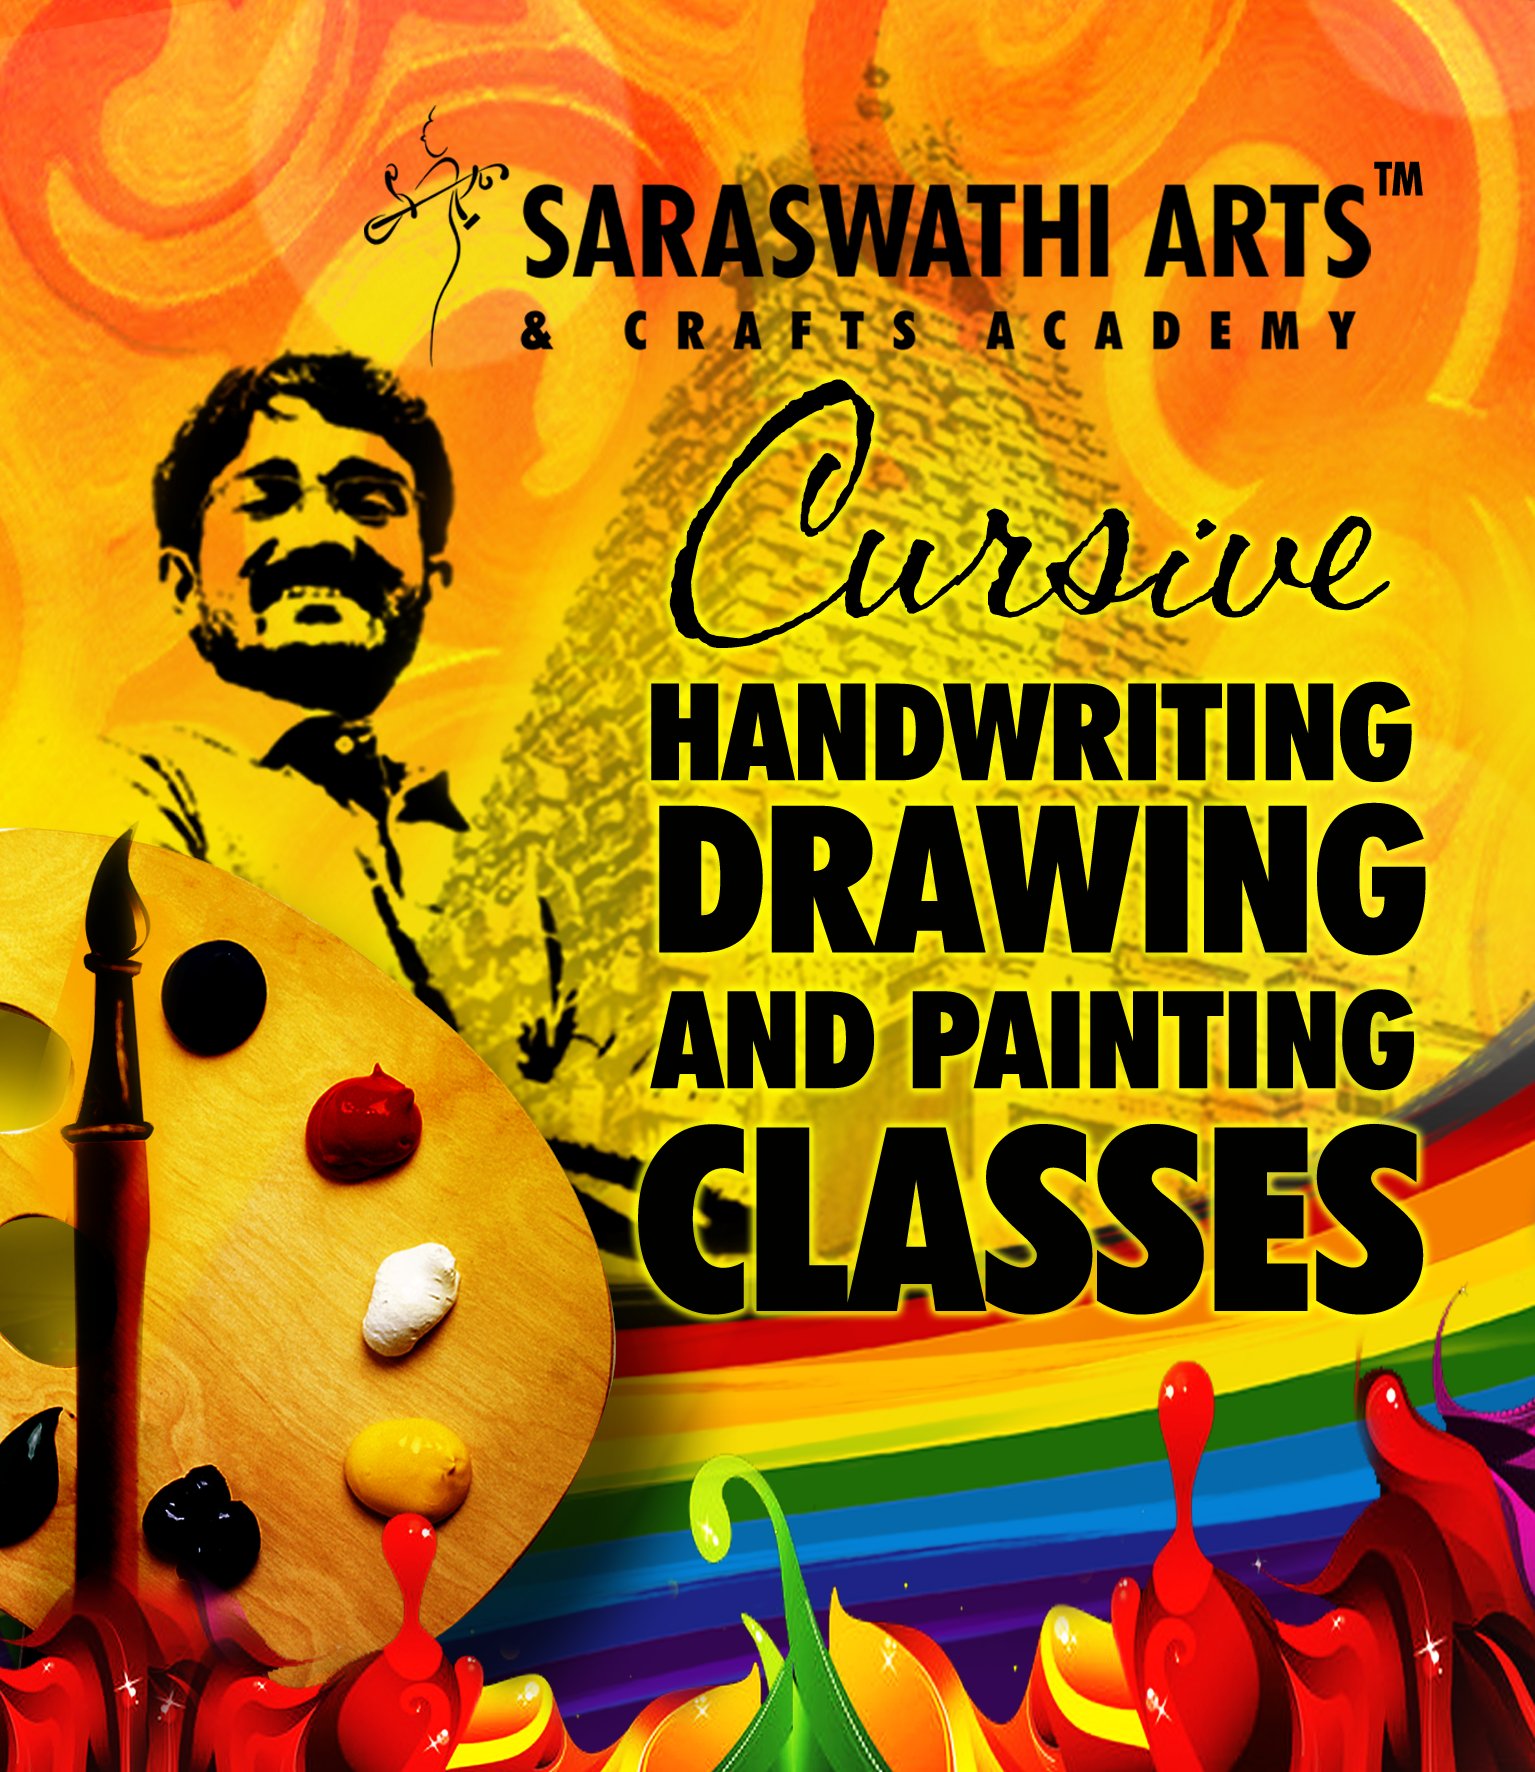 SARASWATHI ARTS™
& CRAFTS ACADEMY
Cursive
HANDWRITING
DRAWING
AND PAINTING
CLASSES